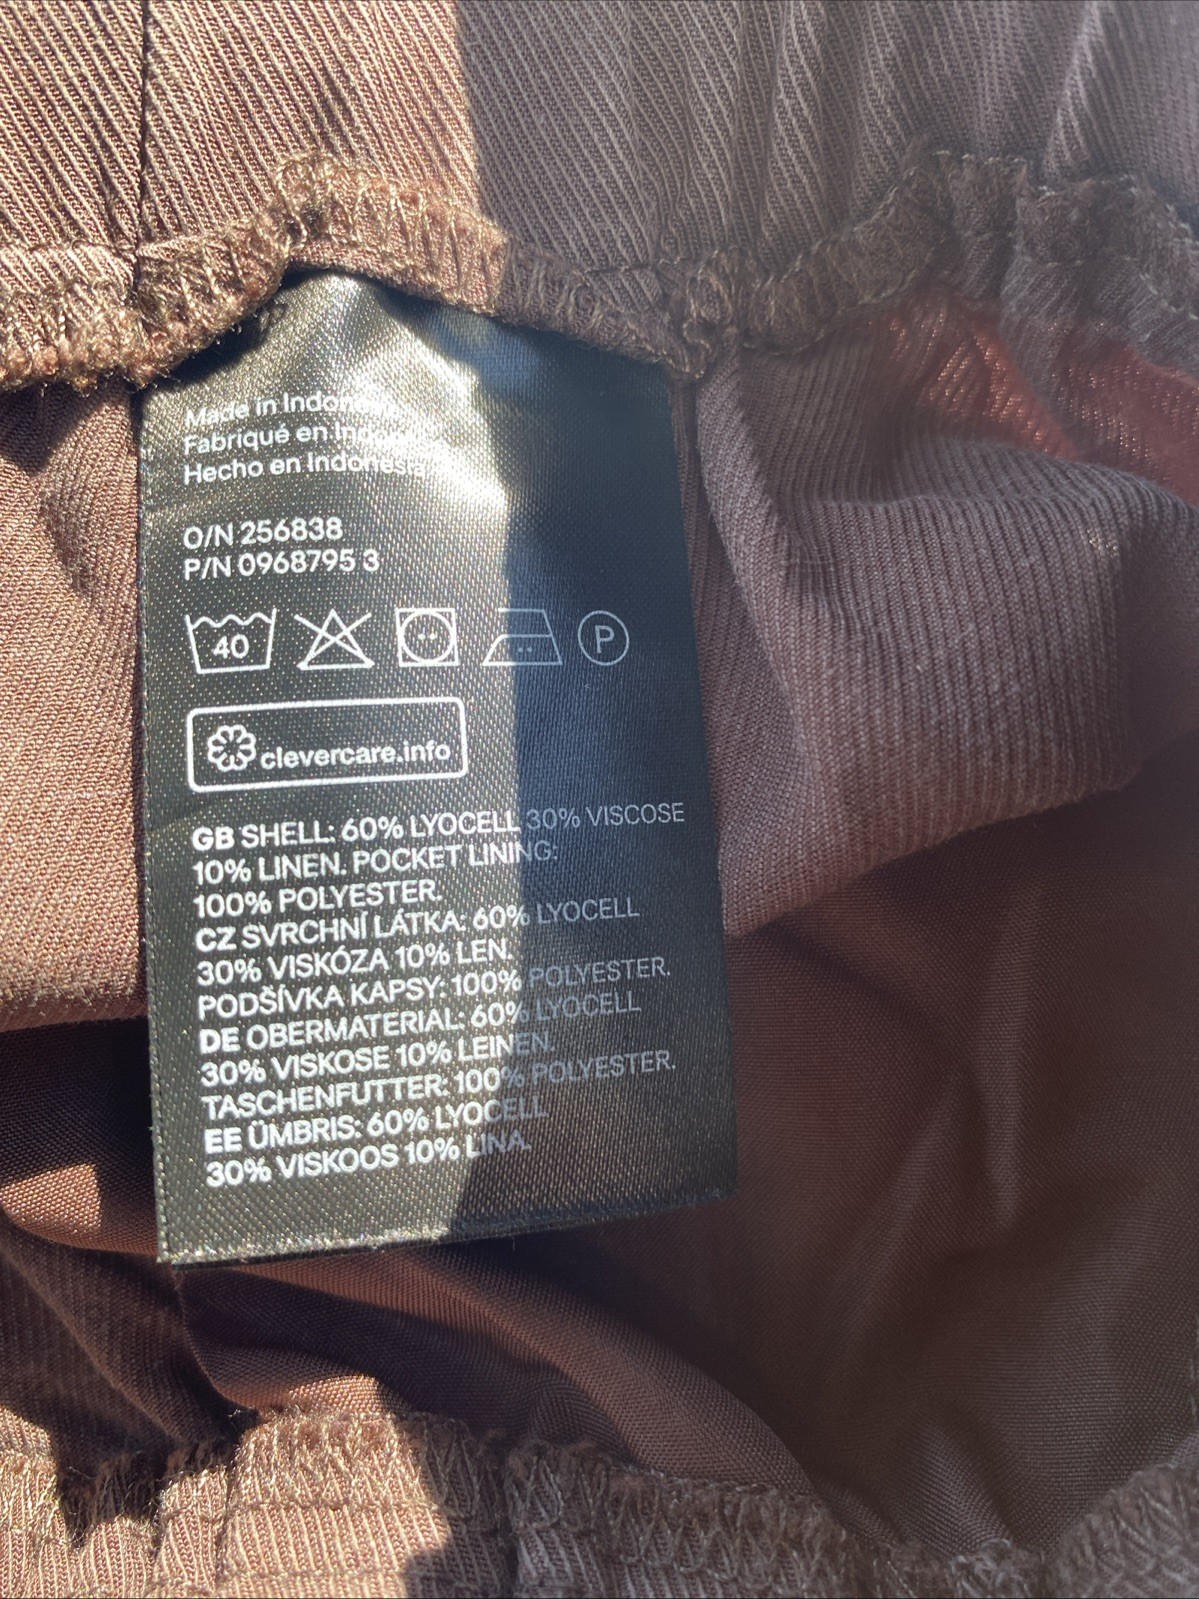 Made in Indonesia
Fabriqué en Indonésie
Hecho en Indonesia
O/N 256838
P/N 0968795 3
40
P
clevercare.info
GB SHELL: 60% LYOCELL 30% VISCOSE
10% LINEN. POCKET LINING:
100% POLYESTER.
CZ SVRCHNÍ LÁTKA: 60% LYOCELL
30% VISKÓZA 10% LEN.
PODŠÍVKA KAPSY: 100% POLYESTER.
DE OBERMATERIAL: 60% LYOCELL
30% VISKOSE 10% LEINEN.
TASCHENFUTTER: 100% POLYESTER.
EE ÜMBRIS: 60% LYOCELL
30% VISKOOS 10% LINA.